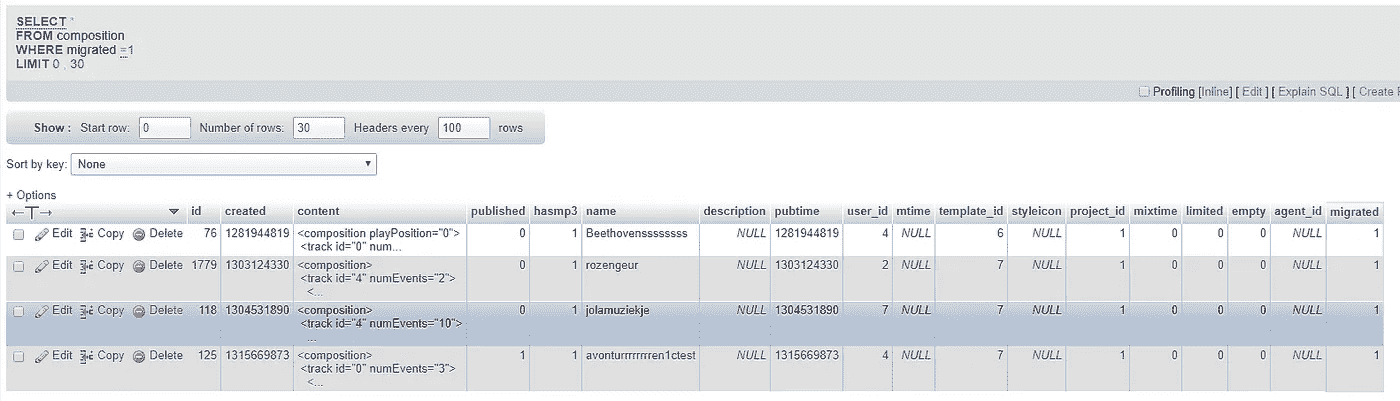 SELECT *
FROM composition
WHERE migrated =1
LIMIT 0 , 30
Profiling [Inline] [ Edit ] [ Explain SQL ] [ Create
Show : Start row: 0 Number of rows: 30 Headers every 100 rows
Sort by key: None
+ Options
←T→ id created content published hasmp3 name description pubtime user_id mtime template_id styleicon project_id mixtime limited empty agent_id migrated
Edit Copy Delete 76 1281944819 <composition playPosition="0"> 0 1 Beethovensssssssss NULL 1281944819 4 NULL 6 NULL 1 0 0 0 NULL 1
<track id="0" num...
Edit Copy Delete 1779 1303124330 <composition> 0 1 rozengeur NULL 1303124330 2 NULL 7 NULL 1 0 0 0 NULL 1
<track id="4" numEvents="2">
<...
Edit Copy Delete 118 1304531890 <composition> 0 1 jolamuziekje NULL 1304531890 7 NULL 7 NULL 1 0 0 0 NULL 1
<track id="4" numEvents="10">
...
Edit Copy Delete 125 1315669873 <composition> 1 1 avonturrrrrrrren1ctest NULL 1315669873 4 NULL 7 NULL 1 0 0 0 NULL 1
<track id="0" numEvents="3">
<...